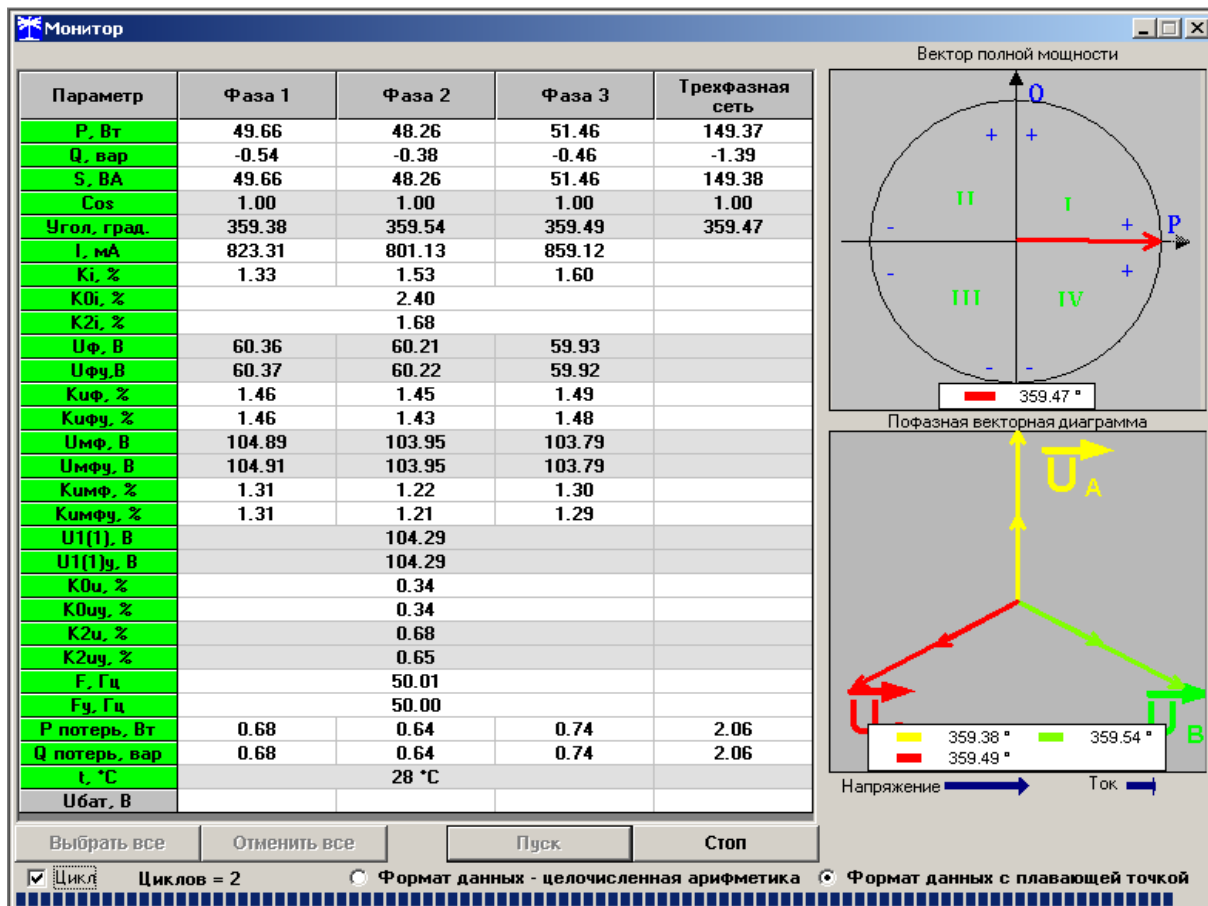 Монитор
Параметр Фаза 1 Фаза 2 Фаза 3 Трехфазная сеть
P, Вт 49.66 48.26 51.46 149.37
Q, вар -0.54 -0.38 -0.46 -1.39
S, ВА 49.66 48.26 51.46 149.38
Cos 1.00 1.00 1.00 1.00
Угол, град. 359.38 359.54 359.49 359.47
I, мА 823.31 801.13 859.12
Ki, % 1.33 1.53 1.60
K0i, % 2.40
K2i, % 1.68
Uф, В 60.36 60.21 59.93
Uфу,В 60.37 60.22 59.92
Kuф, % 1.46 1.45 1.49
Kuфу, % 1.46 1.43 1.48
Uмф, В 104.89 103.95 103.79
Uмфу, В 104.91 103.95 103.79
Kuмф, % 1.31 1.22 1.30
Kuмфу, % 1.31 1.21 1.29
U1(1), В 104.29
U1(1)у, В 104.29
K0u, % 0.34
K0uy, % 0.34
K2u, % 0.68
K2uy, % 0.65
F, Гц 50.01
Fy, Гц 50.00
P потерь, Вт 0.68 0.64 0.74 2.06
Q потерь, вар 0.68 0.64 0.74 2.06
t, °C 28 °C
Uбат, В
Вектор полной мощности
Q
+ +
II I
- + P
- +
III IV
- -
359.47 °
Пофазная векторная диаграмма
U A
U
U B
359.38 ° 359.54 °
359.49 °
Напряжение Ток
Выбрать все Отменить все Пуск Стоп
Цикл Циклов = 2 Формат данных - целочисленная арифметика Формат данных с плавающей точкой